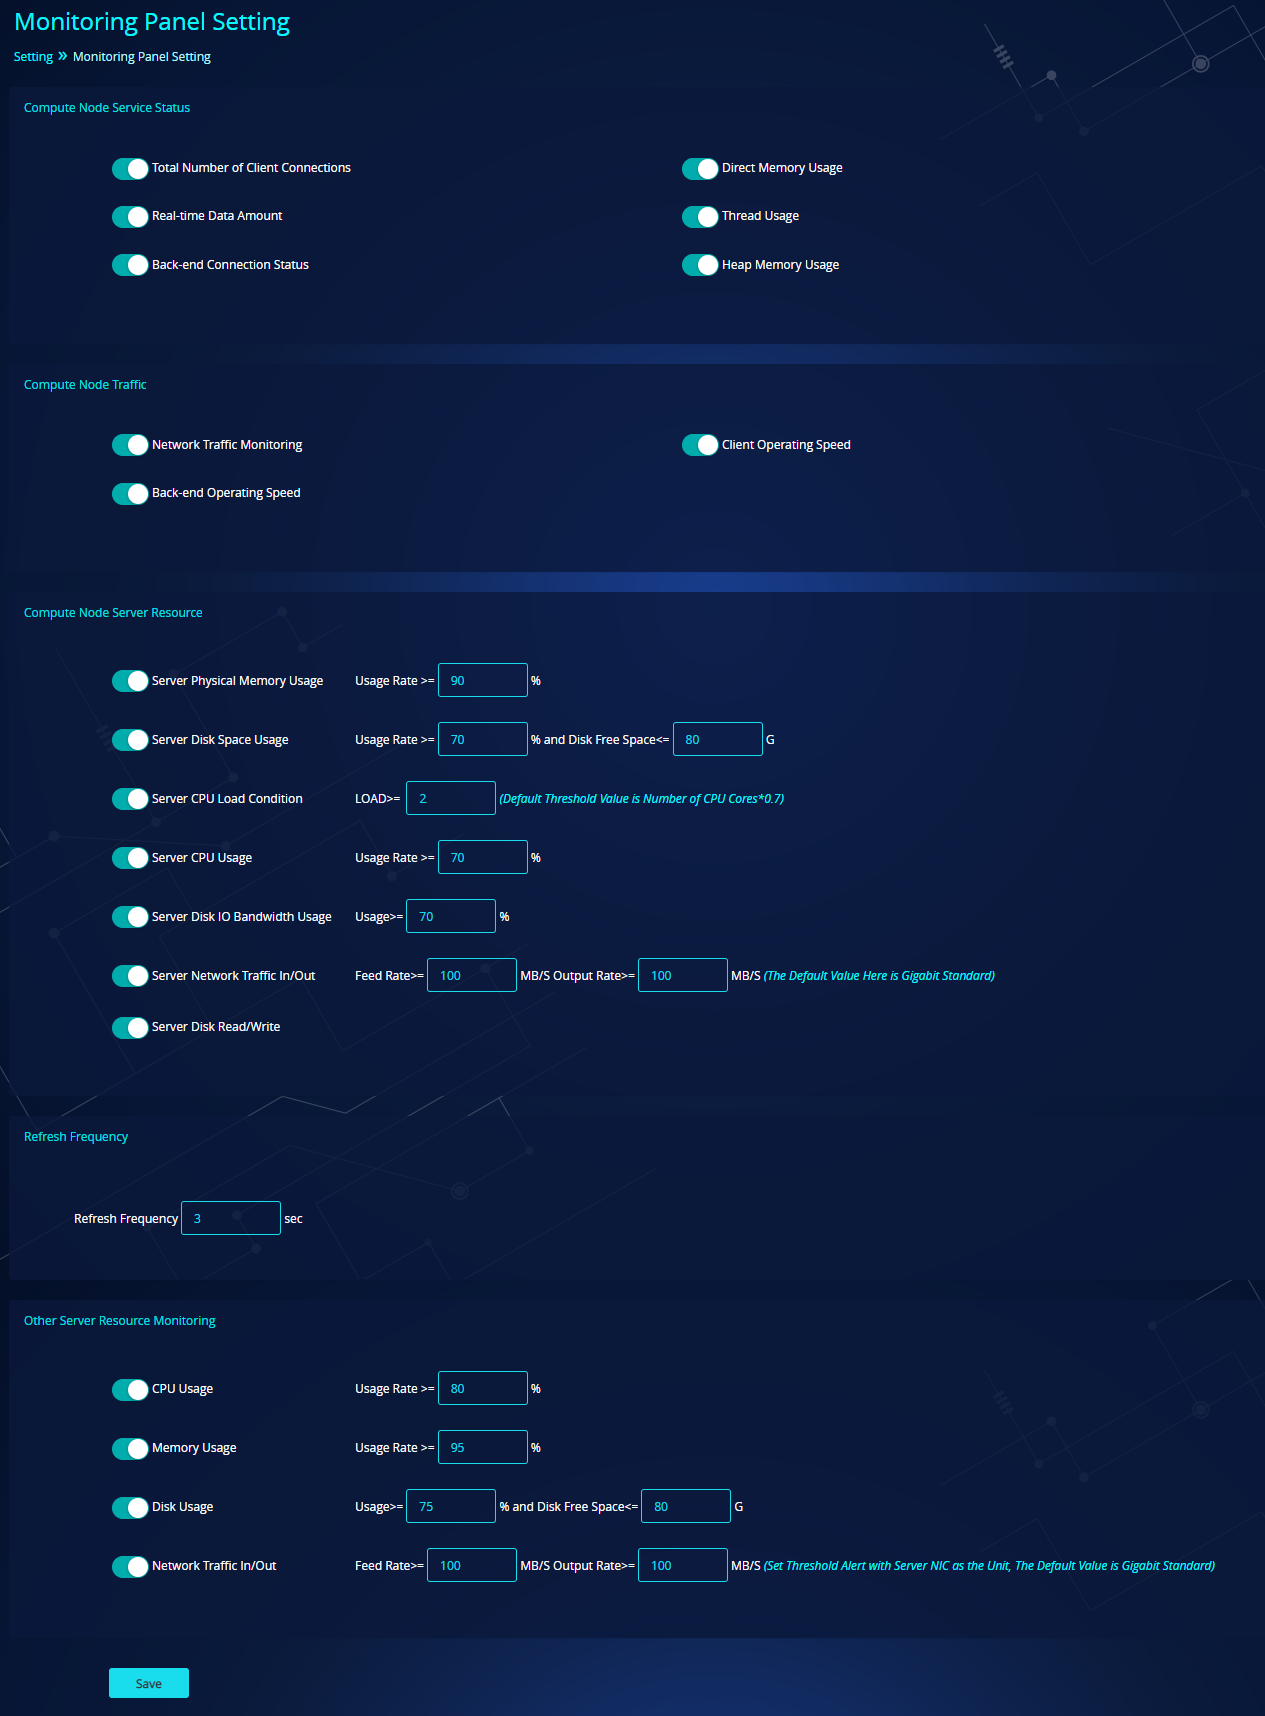 Monitoring Panel Setting
Setting » Monitoring Panel Setting
Compute Node Service Status
Total Number of Client Connections Direct Memory Usage
Real-time Data Amount Thread Usage
Back-end Connection Status Heap Memory Usage
Compute Node Traffic
Network Traffic Monitoring Client Operating Speed
Back-end Operating Speed
Compute Node Server Resource
Server Physical Memory Usage Usage Rate >= 90 %
Server Disk Space Usage Usage Rate >= 70 % and Disk Free Space<= 80 G
Server CPU Load Condition LOAD>= 2 (Default Threshold Value is Number of CPU Cores*0.7)
Server CPU Usage Usage Rate >= 70 %
Server Disk IO Bandwidth Usage Usage>= 70 %
Server Network Traffic In/Out Feed Rate>= 100 MB/S Output Rate>= 100 MB/S (The Default Value Here is Gigabit Standard)
Server Disk Read/Write
Refresh Frequency
Refresh Frequency 3 sec
Other Server Resource Monitoring
CPU Usage Usage Rate >= 80 %
Memory Usage Usage Rate >= 95 %
Disk Usage Usage>= 75 % and Disk Free Space<= 80 G
Network Traffic In/Out Feed Rate>= 100 MB/S Output Rate>= 100 MB/S (Set Threshold Alert with Server NIC as the Unit, The Default Value is Gigabit Standard)
Save